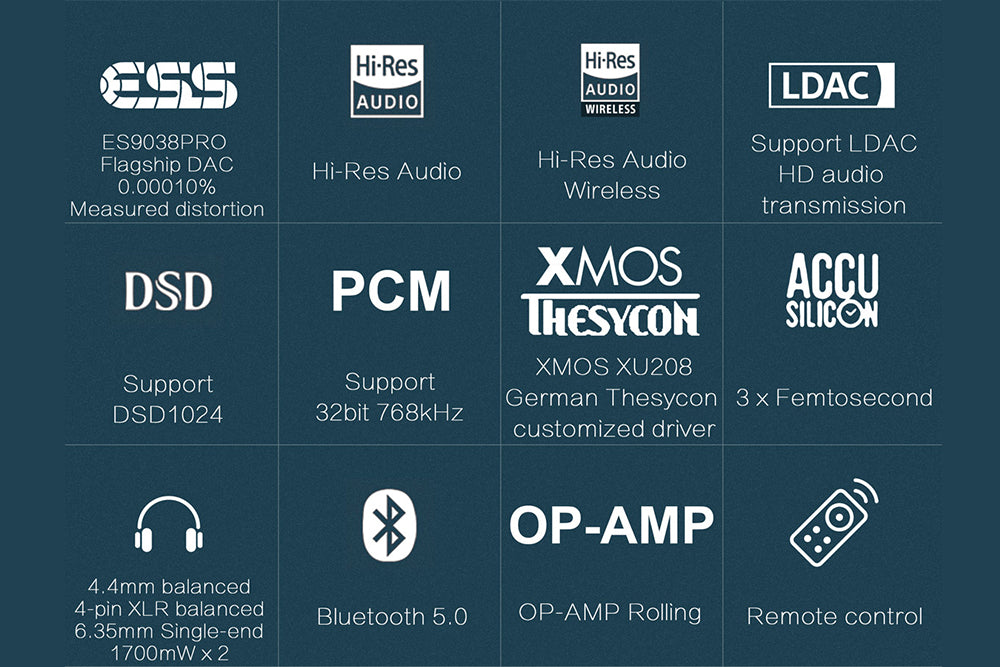 ESS
ES9038PRO
Flagship DAC
0.00010%
Measured distortion
Hi-Res
AUDIO
Hi-Res Audio
Hi-Res
AUDIO
WIRELESS
Hi-Res Audio
Wireless
LDAC
Support LDAC
HD audio
transmission
DSD
Support
DSD1024
PCM
Support
32bit 768kHz
XMOS
THESYCON
XMOS XU208
German Thesycon
customized driver
ACCU
SILICON
3 x Femtosecond
4.4mm balanced
4-pin XLR balanced
6.35mm Single-end
1700mW x 2
Bluetooth 5.0
OP-AMP
OP-AMP Rolling
Remote control